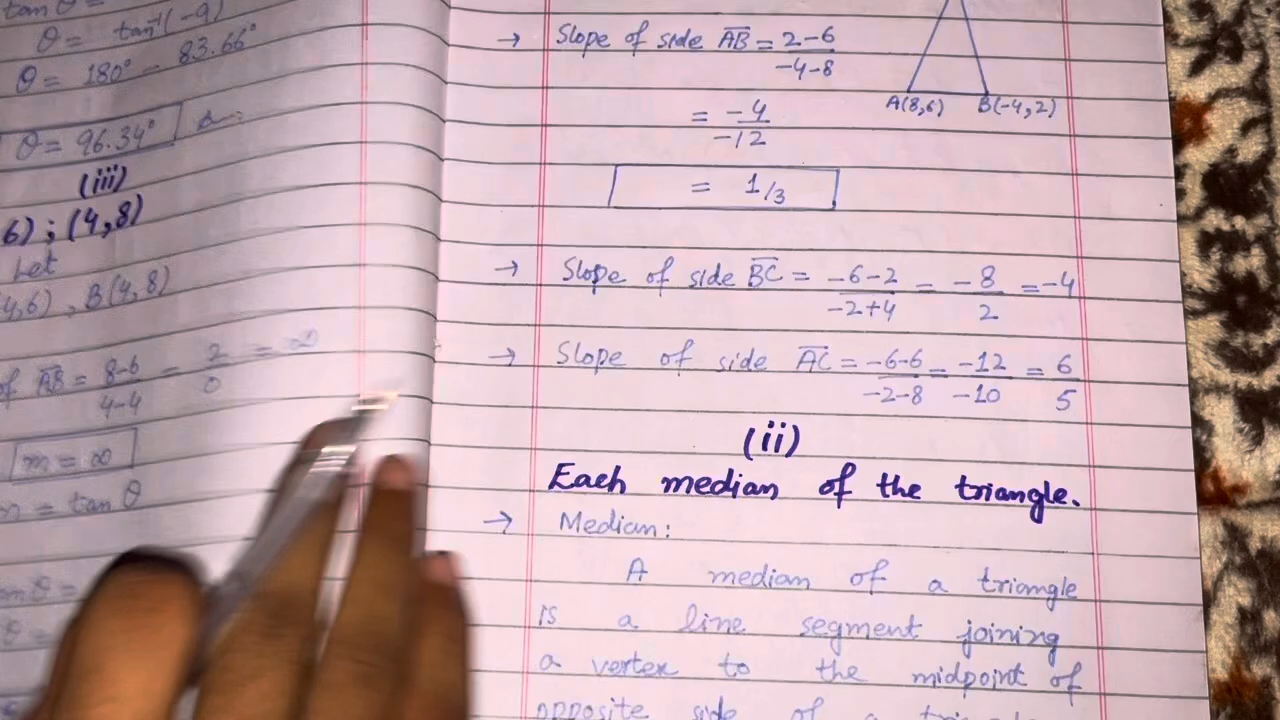 tan θ =
θ = tan⁻¹(-9)
θ = 180° - 83.66°
θ = 96.34°
(iii)
6) ; (4,8)
Let
4,6) , B(4,8)
of AB = 8-6/4-4 = 2/0 = ∞
m = ∞
m = tan θ
→ Slope of side AB = 2-6/-4-8
A(8,6) B(-4,2)
= -4/-12
= 1/3
→ Slope of side BC = -6-2/-2+4 = -8/2 = -4
→ Slope of side AC = -6-6/-2-8 = -12/-10 = 6/5
(ii)
Each median of the triangle.
→ Median:
A median of a triangle
is a line segment joining
a vertex to the midpoint of
opposite side of a